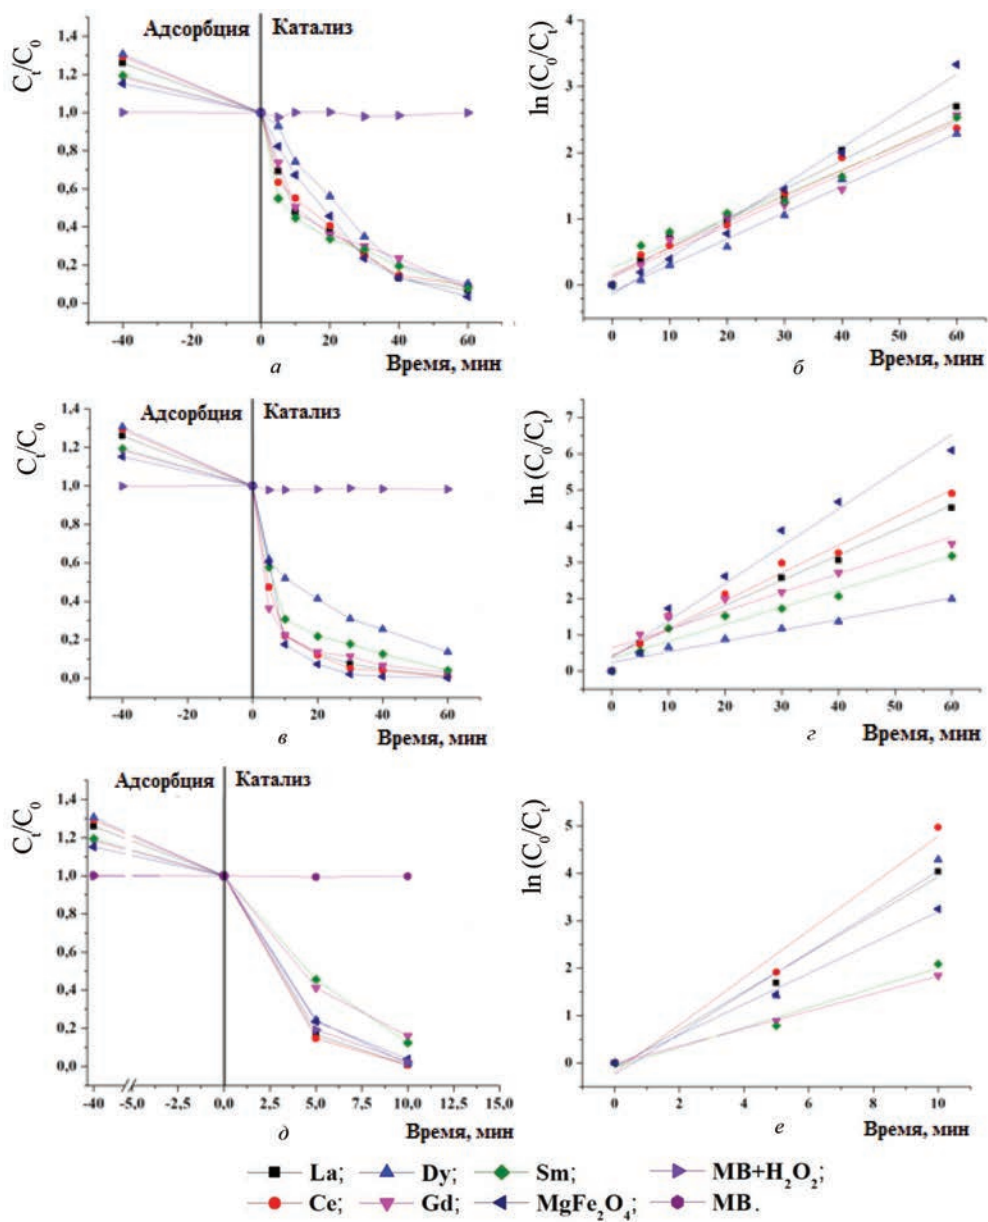 Адсорбция Катализ
C_t/C_0
1,4
1,2
1,0
0,8
0,6
0,4
0,2
0,0
-40 -20 0 10 20 30 40 50 60
Время, мин
а
ln (C_0/C_t)
4
3
2
1
0
0 10 20 30 40 50 60
Время, мин
б
Адсорбция Катализ
C_t/C_0
1,4
1,2
1,0
0,8
0,6
0,4
0,2
0,0
-40 -20 0 20 40 60
Время, мин
в
ln (C_0/C_t)
7
6
5
4
3
2
1
0
0 10 20 30 40 50 60
Время, мин
г
Адсорбция Катализ
C_t/C_0
1,4
1,2
1,0
0,8
0,6
0,4
0,2
0,0
-40 -5,0 -2,5 0,0 2,5 5,0 7,5 10,0 12,5 15,0
Время, мин
д
ln (C_0/C_t)
5
4
3
2
1
0
0 2 4 6 8 10
Время, мин
е
La; Dy; Sm; MB+H₂O₂;
Ce; Gd; MgFe₂O₄; MB.